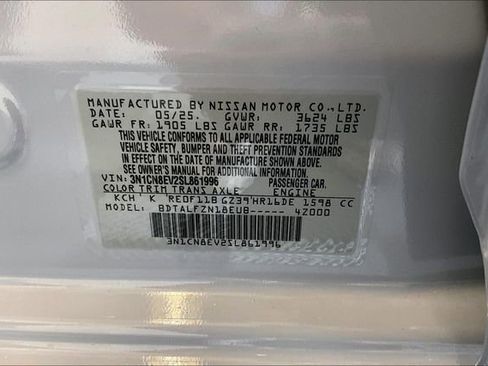 MANUFACTURED BY NISSAN MOTOR CO.,LTD.
DATE: 05/25. GVWR: 3624 LBS
GAWR FR: 1905 LBS GAWR RR: 1735 LBS
THIS VEHICLE CONFORMS TO ALL APPLICABLE FEDERAL MOTOR
VEHICLE SAFETY, BUMPER AND THEFT PREVENTION STANDARDS
IN EFFECT ON THE DATE OF MANUFACTURE SHOWN ABOVE.
SEE OWNER'S MANUAL FOR ADDITIONAL INFORMATION
VIN: 3N1CN8EV2SL861996 PASSENGER CAR
COLOR TRIM TRANS AXLE ENGINE
KCH ' K 'RE0F11B GZ39'HR16DE 1598 CC
MODEL: BDTALFZN18EUB----- 42000
3N1CN8EV2SL861996